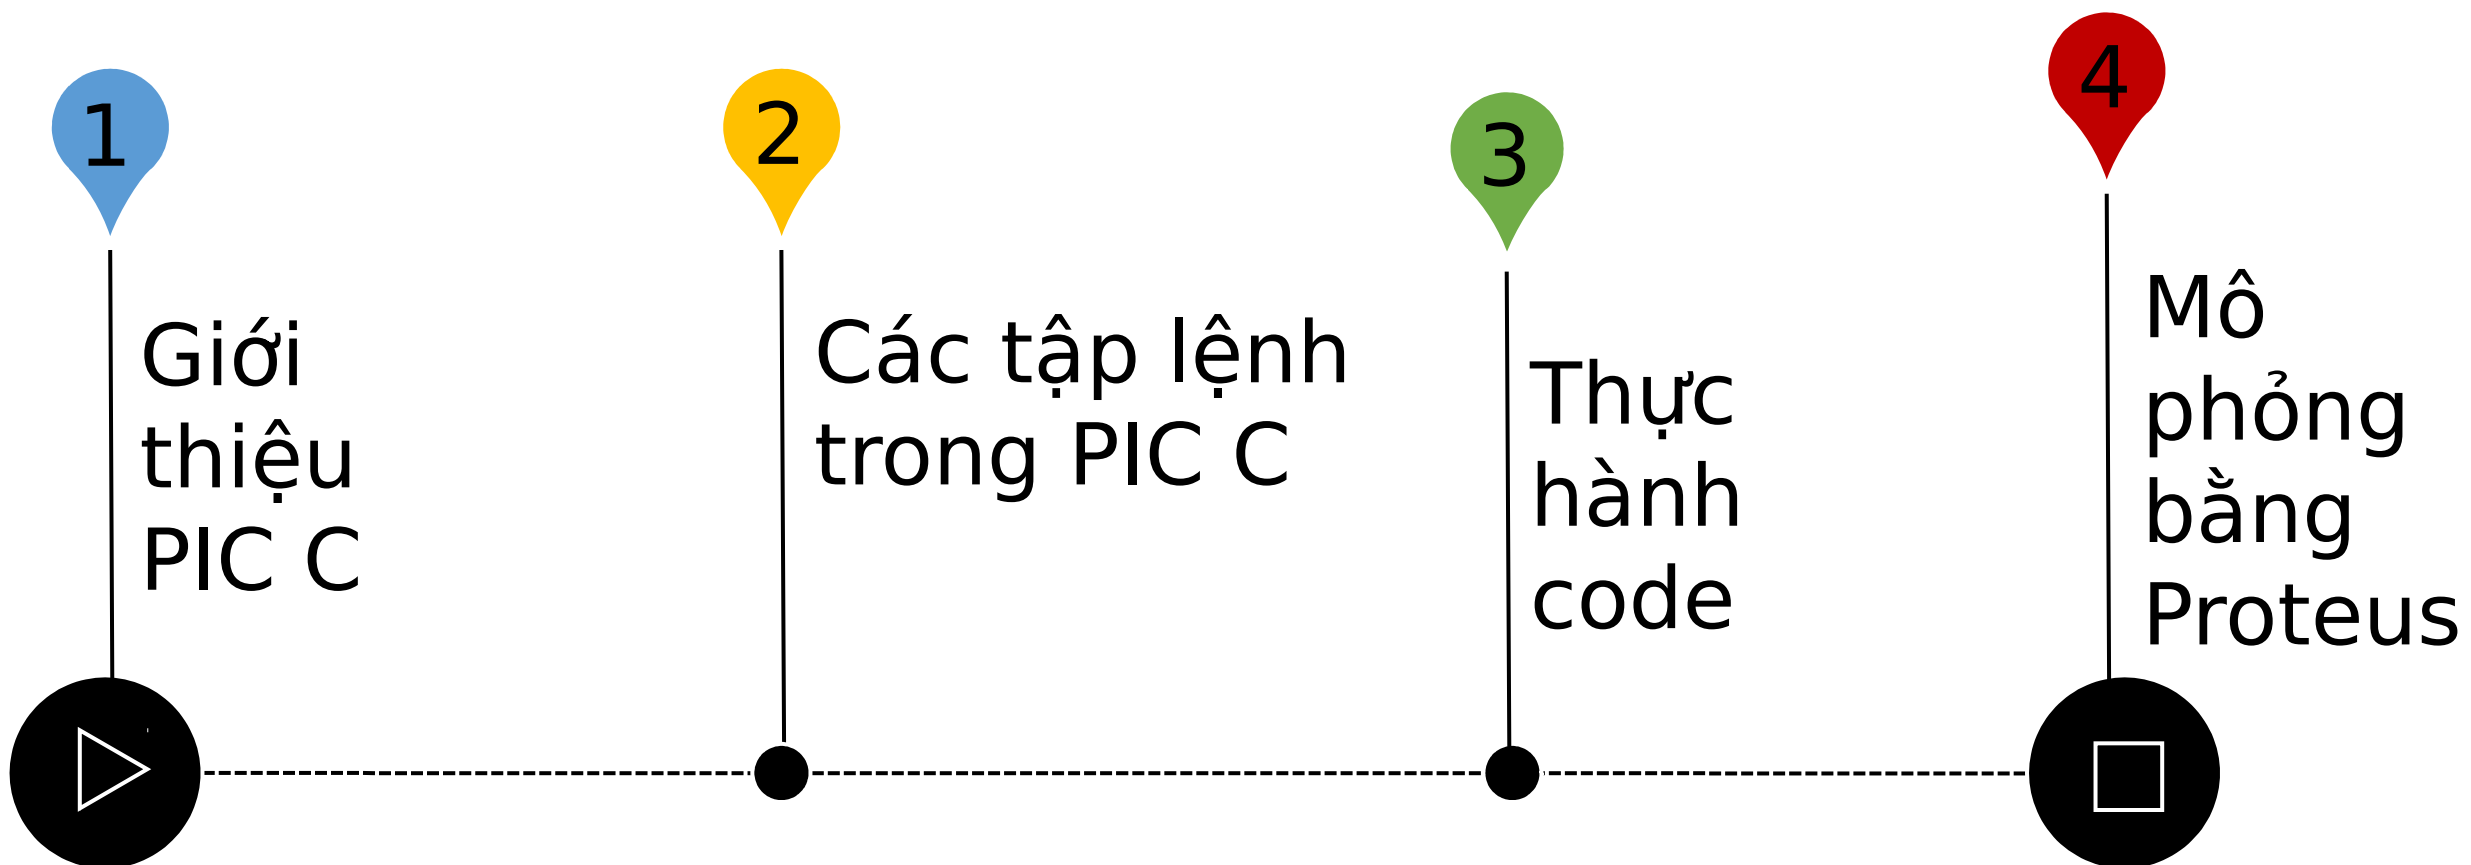 1
Giới
thiệu
PIC C
2
Các tập lệnh
trong PIC C
3
Thực
hành
code
4
Mô
phỏng
bằng
Proteus